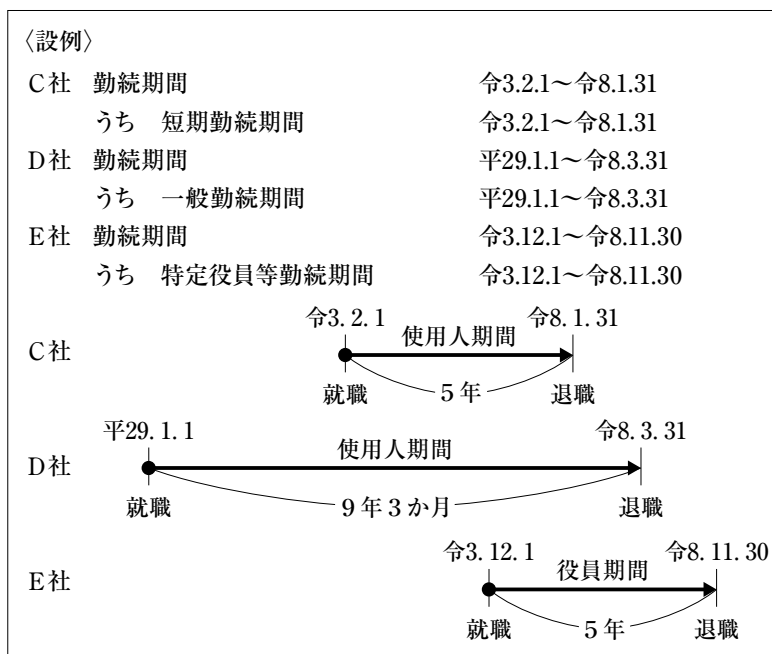 〈設例〉
C社 勤続期間 令3.2.1～令8.1.31
うち 短期勤続期間 令3.2.1～令8.1.31
D社 勤続期間 平29.1.1～令8.3.31
うち 一般勤続期間 平29.1.1～令8.3.31
E社 勤続期間 令3.12.1～令8.11.30
うち 特定役員等勤続期間 令3.12.1～令8.11.30
令3.2.1 令8.1.31
使用人期間
C社
就職 5年 退職
平29.1.1 令8.3.31
使用人期間
D社
就職 9年3か月 退職
令3.12.1 令8.11.30
役員期間
E社
就職 5年 退職